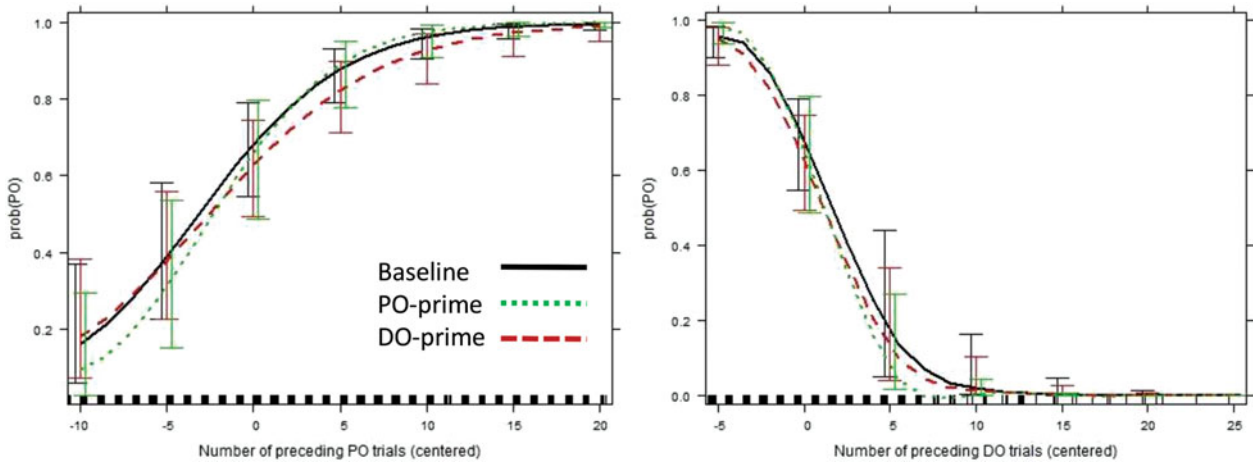 1.0
0.8
0.6
0.4
0.2
prob(PO)
Baseline
PO-prime
DO-prime
-10 -5 0 5 10 15 20
Number of preceding PO trials (centered)
1.0
0.8
0.6
0.4
0.2
0.0
prob(PO)
-5 0 5 10 15 20 25
Number of preceding DO trials (centered)